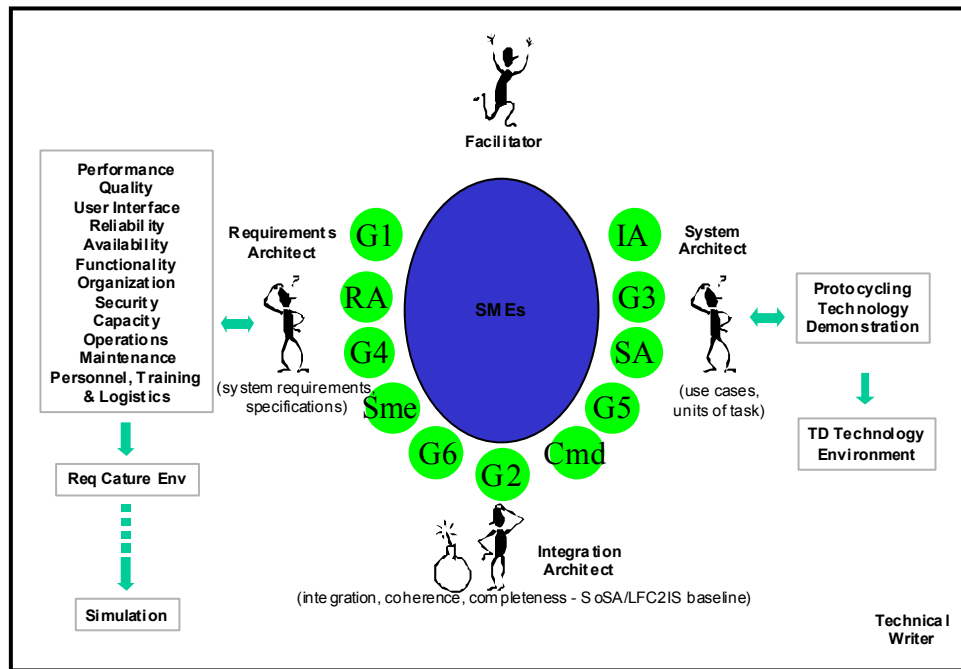 Facilitator
Performance
Quality
User Interface
Reliability
Availability
Functionality
Organization
Security
Capacity
Operations
Maintenance
Personnel, Training
& Logistics
Requirements
Architect
(system requirements,
specifications)
G1
RA
G4
Sme
G6
G2
Cmd
G5
SA
G3
IA
SMEs
System
Architect
(use cases,
units of task)
Protocycling
Technology
Demonstration
TD Technology
Environment
Req Cature Env
Simulation
Integration
Architect
(integration, coherence, completeness - SoSA/LFC2IS baseline)
Technical
Writer